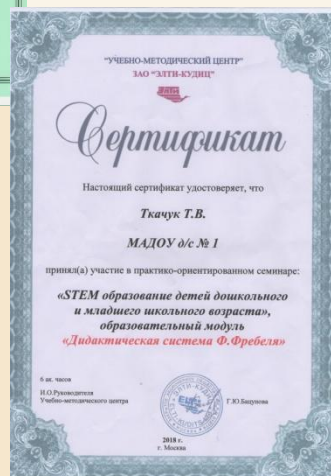 "УЧЕБНО-МЕТОДИЧЕСКИЙ ЦЕНТР"
ЗАО "ЭЛТИ-КУДИЦ"
Сертификат
Настоящий сертификат удостоверяет, что
Ткачук Т.В.
МАДОУ д/с № 1
принял(а) участие в практико-ориентированном семинаре:
«STEM образование детей дошкольного
и младшего школьного возраста»,
образовательный модуль
«Дидактическая система Ф.Фребеля»
6 ак. часов
И.О.Руководителя
Учебно-методического центра
Г.Ю.Бадунова
2018 г.
г. Москва